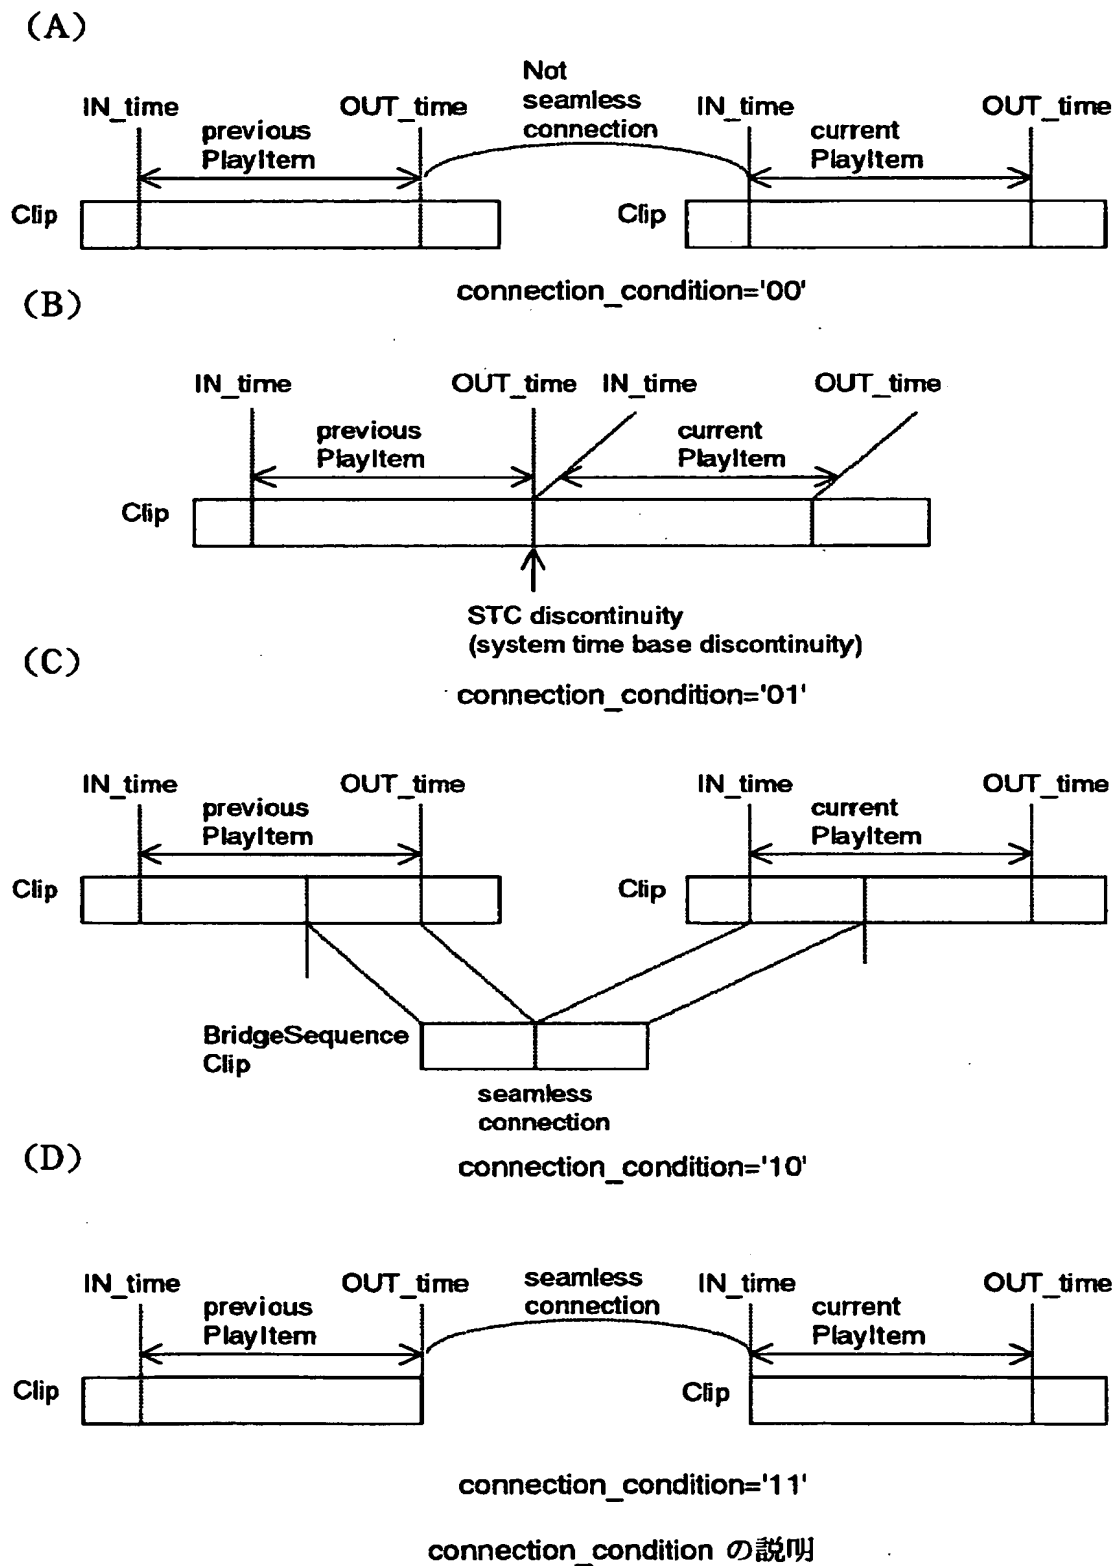 (A)
Not
seamless
connection
IN_time
OUT_time
IN_time
OUT_time
previous
PlayItem
current
PlayItem
Clip
Clip
connection_condition='00'
(B)
IN_time
OUT_time
IN_time
OUT_time
previous
PlayItem
current
PlayItem
Clip
STC discontinuity
(system time base discontinuity)
(C)
connection_condition='01'
IN_time
OUT_time
IN_time
OUT_time
previous
PlayItem
current
PlayItem
Clip
Clip
BridgeSequence
Clip
seamless
connection
(D)
connection_condition='10'
IN_time
OUT_time
seamless
connection
IN_time
OUT_time
previous
PlayItem
current
PlayItem
Clip
Clip
connection_condition='11'
connection_condition の説明